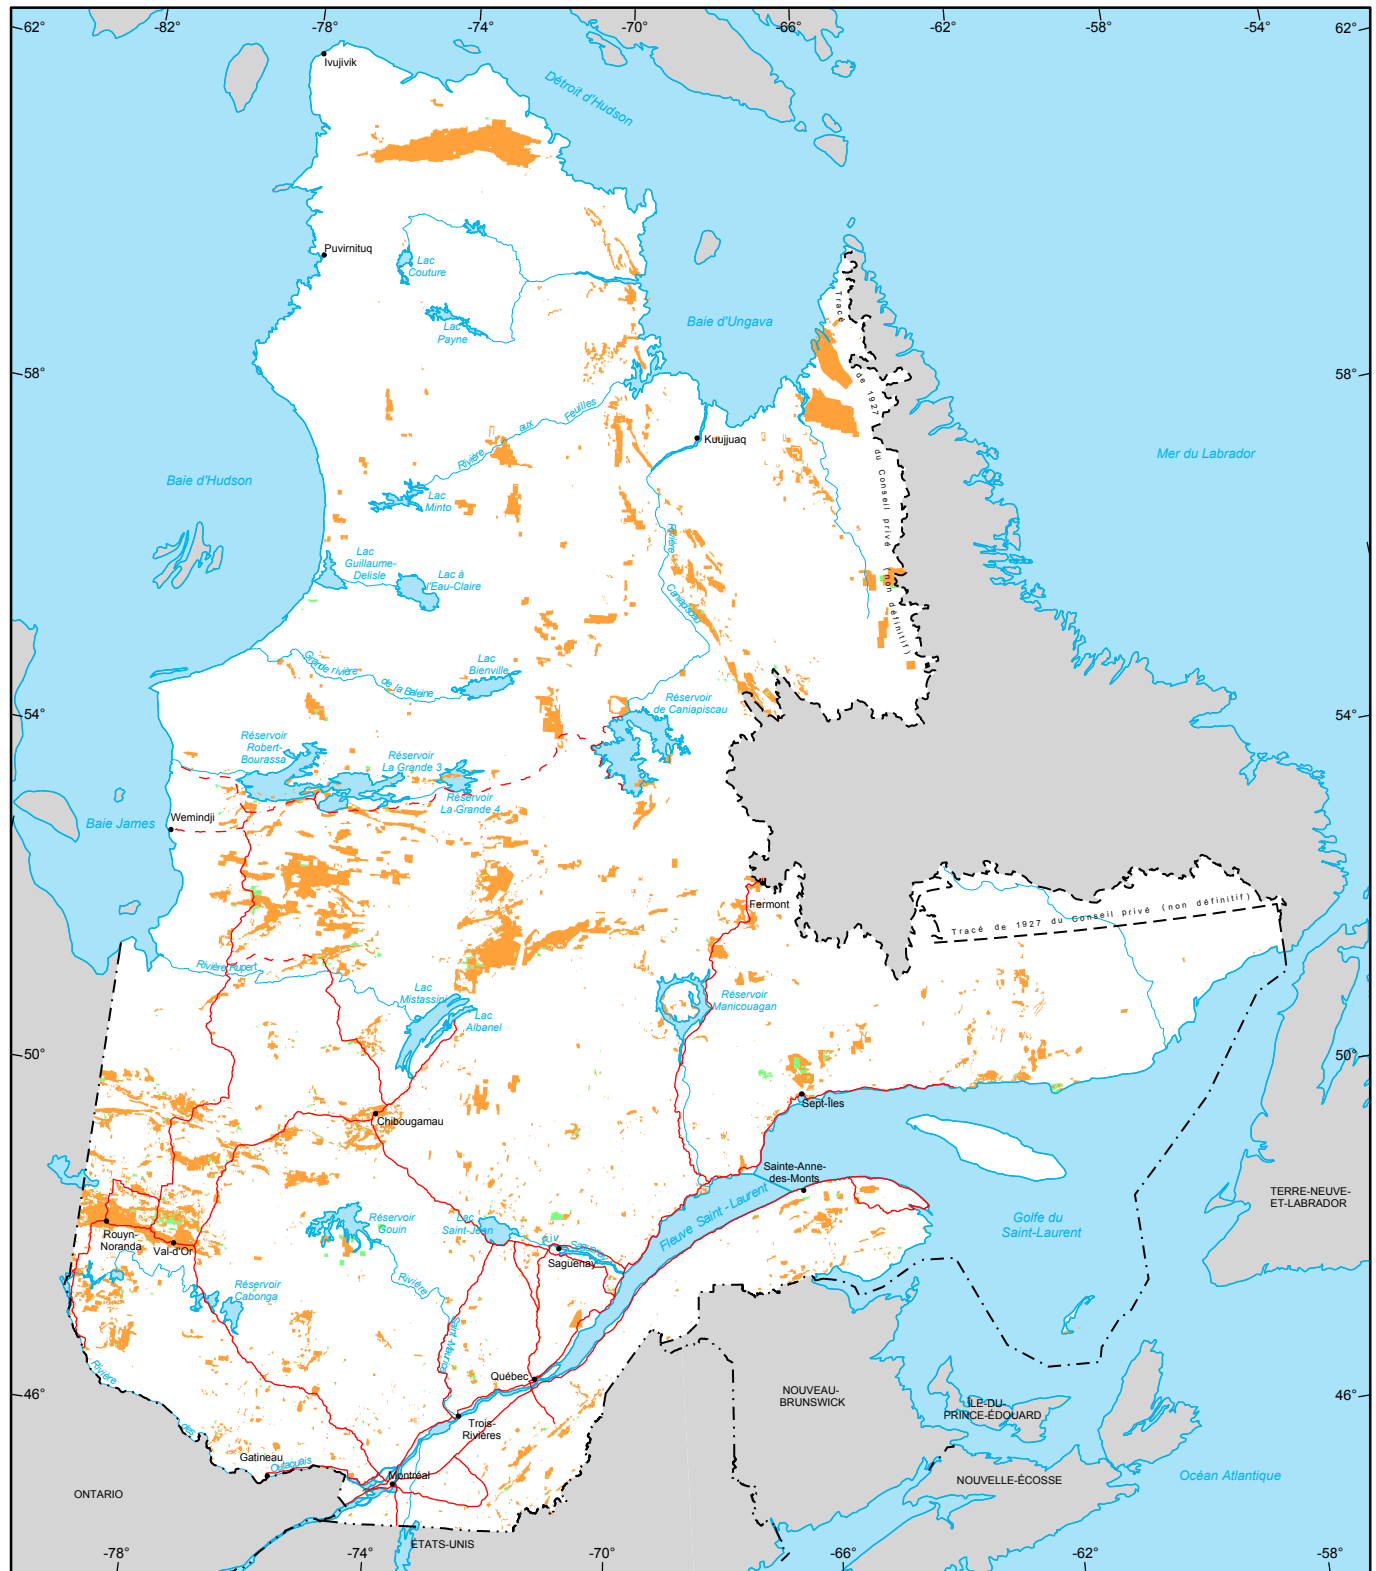 -82
-78
-74
-70
-66
-62
-58
-54
62°
62°
Ivujivik
Détroit d'Hudson
Puvirnituq
Lac
Couture
Lac
Payne
Baie d'Ungava
Tracé
de 1927
du Conseil privé
(non définitif)
58°
58°
Rivière
aux
Feuilles
Kuujjuaq
Mer du Labrador
Baie d'Hudson
Lac
Minto
Rivière
Caniapiscau
Lac
Guillaume-
Delisle
Lac à
l'Eau-Claire
Grande rivière
de la Baleine
Lac
Bienville
Réservoir
de Caniapiscau
54°
54°
Réservoir
Robert-
Bourassa
Réservoir
La Grande 3
Réservoir
La Grande 4
Wemindji
Baie James
Fermont
Tracé de 1927 du Conseil privé (non définitif)
Rivière Rupert
Lac
Mistassini
Lac
Albanel
Réservoir
Manicouagan
50°
50°
Sept-Îles
Chibougamau
Sainte-Anne-
des-Monts
Fleuve Saint-Laurent
Golfe du
Saint-Laurent
TERRE-NEUVE-
ET-LABRADOR
Rouyn-
Noranda
Val-d'Or
Réservoir
Gouin
Lac
Saint-Jean
Riv.
Saguenay
Saguenay
Réservoir
Cabonga
Rivière
Saint-Maurice
Rivière
des
Outaouais
46°
46°
Québec
Trois-
Rivières
NOUVEAU-
BRUNSWICK
ÎLE-DU-
PRINCE-ÉDOUARD
Gatineau
Montréal
NOUVELLE-ÉCOSSE
Océan Atlantique
ONTARIO
ÉTATS-UNIS
-78°
-74°
-70°
-66°
-62°
-58°